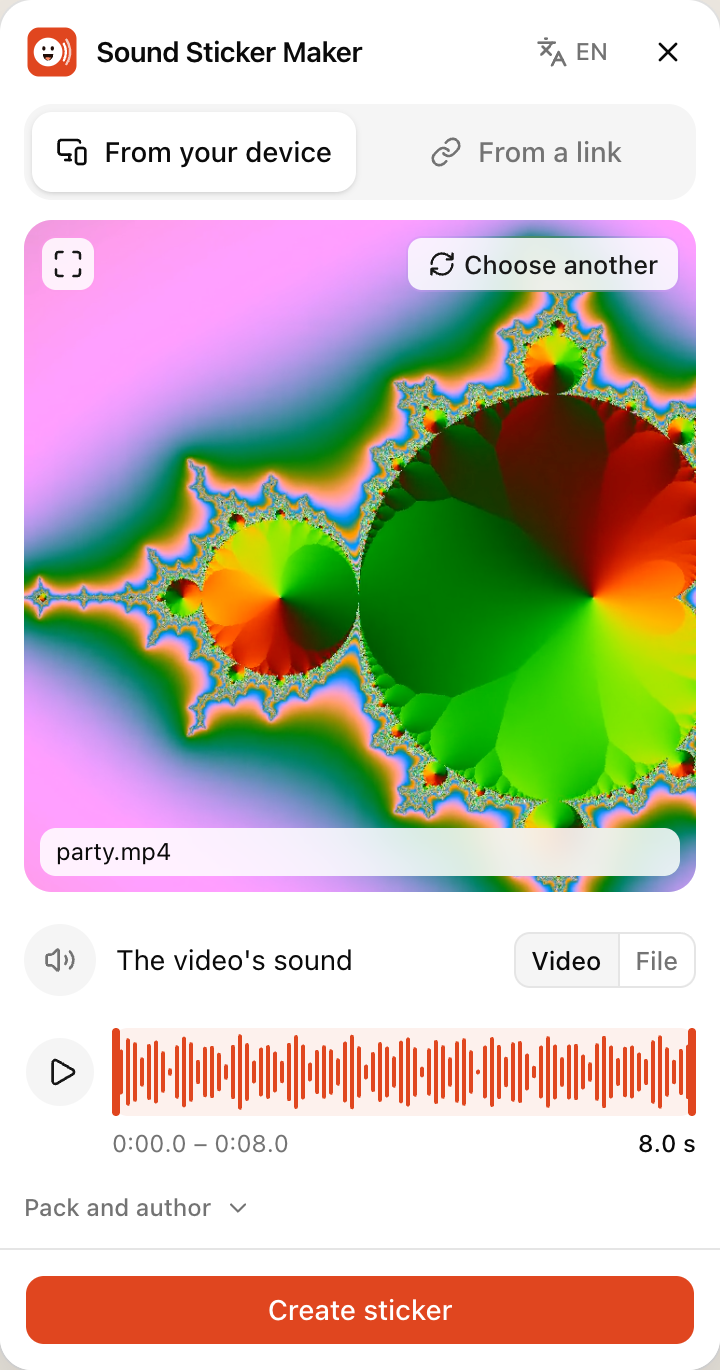 Sound Sticker Maker
EN
From your device
From a link
Choose another
party.mp4
The video's sound
Video
File
0:00.0 – 0:08.0
8.0 s
Pack and author
Create sticker